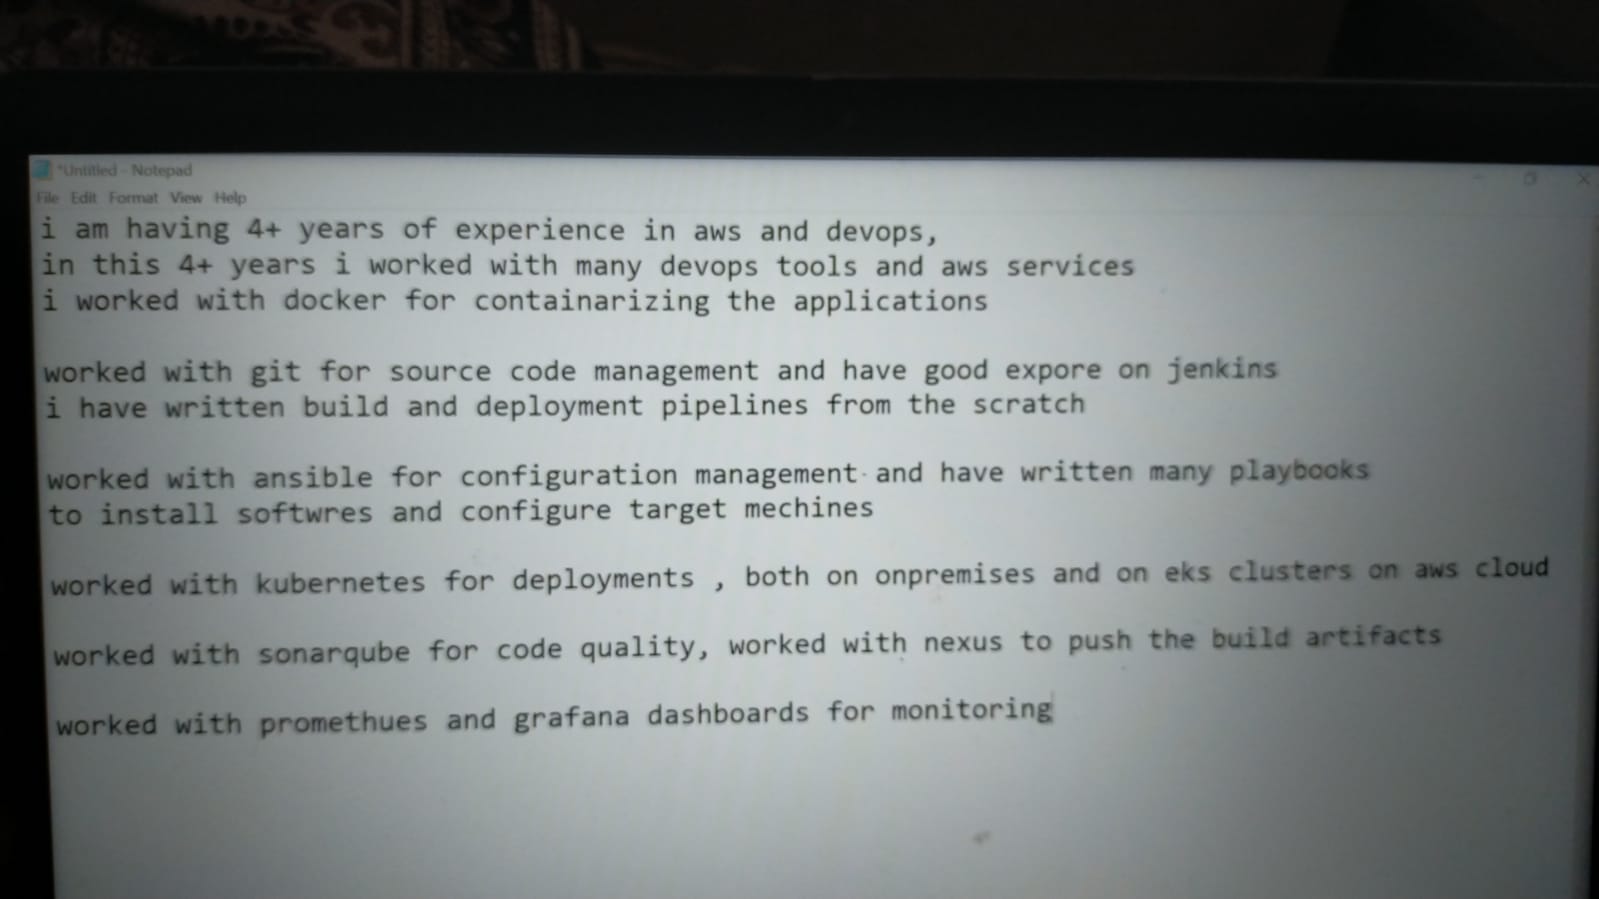 *Untitled - Notepad
File Edit Format View Help
i am having 4+ years of experience in aws and devops,
in this 4+ years i worked with many devops tools and aws services
i worked with docker for containarizing the applications
worked with git for source code management and have good expore on jenkins
i have written build and deployment pipelines from the scratch
worked with ansible for configuration management and have written many playbooks
to install softwres and configure target mechines
worked with kubernetes for deployments , both on onpremises and on eks clusters on aws cloud
worked with sonarqube for code quality, worked with nexus to push the build artifacts
worked with promethues and grafana dashboards for monitoring